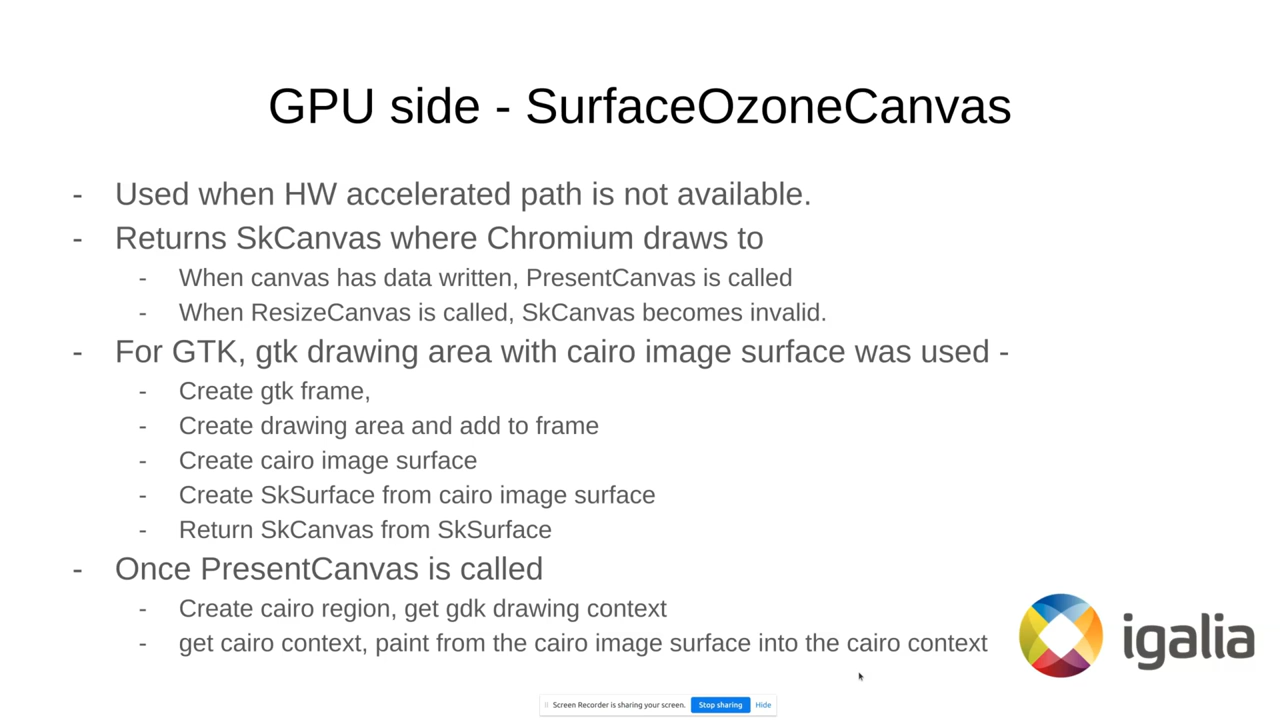 GPU side - SurfaceOzoneCanvas
- Used when HW accelerated path is not available.
- Returns SkCanvas where Chromium draws to
- When canvas has data written, PresentCanvas is called
- When ResizeCanvas is called, SkCanvas becomes invalid.
- For GTK, gtk drawing area with cairo image surface was used -
- Create gtk frame,
- Create drawing area and add to frame
- Create cairo image surface
- Create SkSurface from cairo image surface
- Return SkCanvas from SkSurface
- Once PresentCanvas is called
- Create cairo region, get gdk drawing context
- get cairo context, paint from the cairo image surface into the cairo context
igalia
Screen Recorder is sharing your screen. Stop sharing Hide